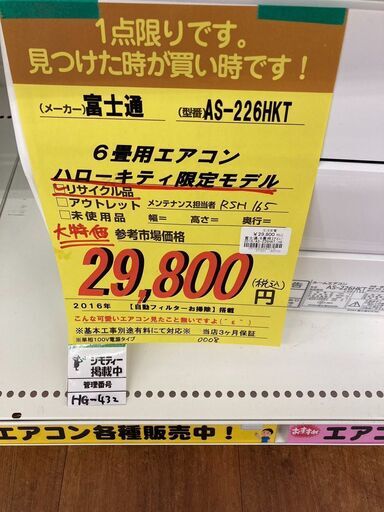 1点限りです。
見つけた時が買い時です！
(メーカー) 富士通 (型番) AS-226HKT
６畳用エアコン
ハローキティ限定モデル
□リサイクル品
□アウトレット メンテナンス担当者 RSH 165
□未使用品 幅= 高さ= 奥行=
大特価 参考市場価格
￥29,800
29,800円 (税込)
2016年 【自動フィルターお掃除】搭載
こんな可愛いエアコン見たこと無いですよ(´ε｀)
※基本工事別途有料にて対応※ 当店3ヶ月保証
※単相100V電源タイプ
0008
AS-226HKT
ジモティー
掲載中
管理番号
HG-432
エアコン各種販売中！
おすすめ
エアコ